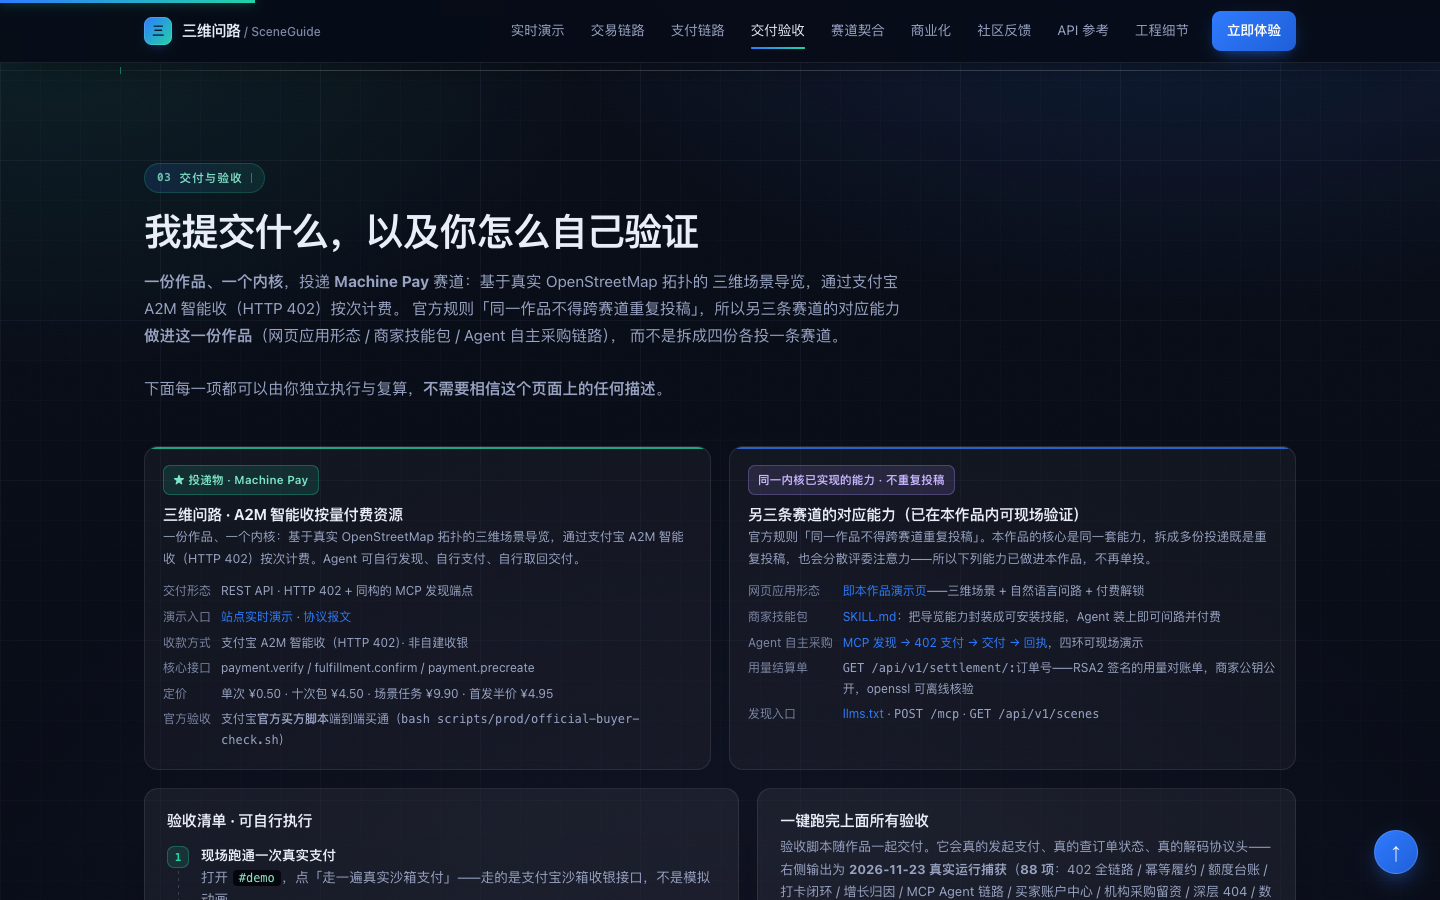 三
三维问路 / SceneGuide
实时演示
交易链路
支付链路
交付验收
赛道契合
商业化
社区反馈
API 参考
工程细节
立即体验
03 交付与验收
我提交什么，以及你怎么自己验证
一份作品、一个内核，投递 Machine Pay 赛道：基于真实 OpenStreetMap 拓扑的 三维场景导览，通过支付宝
A2M 智能收（HTTP 402）按次计费。 官方规则「同一作品不得跨赛道重复投稿」，所以另三条赛道的对应能力
做进这一份作品（网页应用形态 / 商家技能包 / Agent 自主采购链路）， 而不是拆成四份各投一条赛道。
下面每一项都可以由你独立执行与复算，不需要相信这个页面上的任何描述。
★ 投递物 · Machine Pay
三维问路 · A2M 智能收按量付费资源
一份作品、一个内核：基于真实 OpenStreetMap 拓扑的三维场景导览，通过支付宝 A2M 智能
收（HTTP 402）按次计费。Agent 可自行发现、自行支付、自行取回交付。
交付形态 REST API · HTTP 402 + 同构的 MCP 发现端点
演示入口 站点实时演示 · 协议报文
收款方式 支付宝 A2M 智能收（HTTP 402）· 非自建收银
核心接口 payment.verify / fulfillment.confirm / payment.precreate
定价 单次 ¥0.50 · 十次包 ¥4.50 · 场景任务 ¥9.90 · 首发半价 ¥4.95
官方验收 支付宝官方买方脚本端到端买通（bash scripts/prod/official-buyer-
check.sh）
同一内核已实现的能力 · 不重复投稿
另三条赛道的对应能力（已在本作品内可现场验证）
官方规则「同一作品不得跨赛道重复投稿」。本作品的核心是同一套能力，拆成多份投递既是重
复投稿，也会分散评委注意力——所以下列能力已做进本作品，不再单投。
网页应用形态 即本作品演示页——三维场景 + 自然语言问路 + 付费解锁
商家技能包 SKILL.md：把导览能力封装成可安装技能，Agent 装上即可问路并付费
Agent 自主采购 MCP 发现 → 402 支付 → 交付 → 回执，四环可现场演示
用量结算单 GET /api/v1/settlement/:订单号——RSA2 签名的用量对账单，商家公钥公
开，openssl 可离线核验
发现入口 llms.txt · POST /mcp · GET /api/v1/scenes
验收清单 · 可自行执行
1 现场跑通一次真实支付
打开 #demo，点「走一遍真实沙箱支付」——走的是支付宝沙箱收银接口，不是模拟
动画
一键跑完上面所有验收
验收脚本随作品一起交付。它会真的发起支付、真的查订单状态、真的解码协议头——
右侧输出为 2026-11-23 真实运行捕获（88 项：402 全链路 / 幂等履约 / 额度台账 /
打卡闭环 / 增长归因 / MCP Agent 链路 / 买家账户中心 / 机构采购留资 / 深层 404 / 数
↑